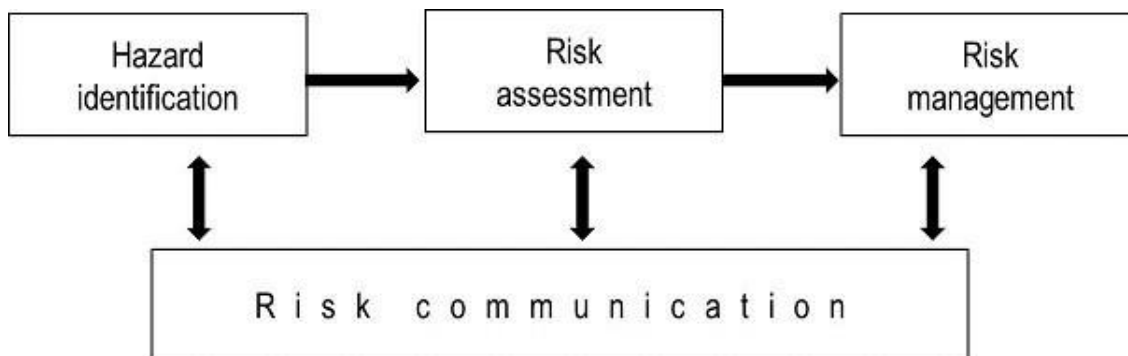 Hazard
identification
Risk
assessment
Risk
management
Risk communication